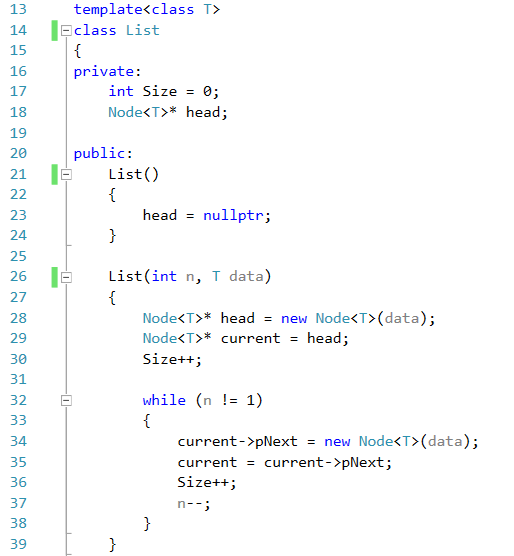 13 template<class T>
14 class List
15 {
16 private:
17     int Size = 0;
18     Node<T>* head;
19
20 public:
21     List()
22     {
23         head = nullptr;
24     }
25
26     List(int n, T data)
27     {
28         Node<T>* head = new Node<T>(data);
29         Node<T>* current = head;
30         Size++;
31
32         while (n != 1)
33         {
34             current->pNext = new Node<T>(data);
35             current = current->pNext;
36             Size++;
37             n--;
38         }
39     }